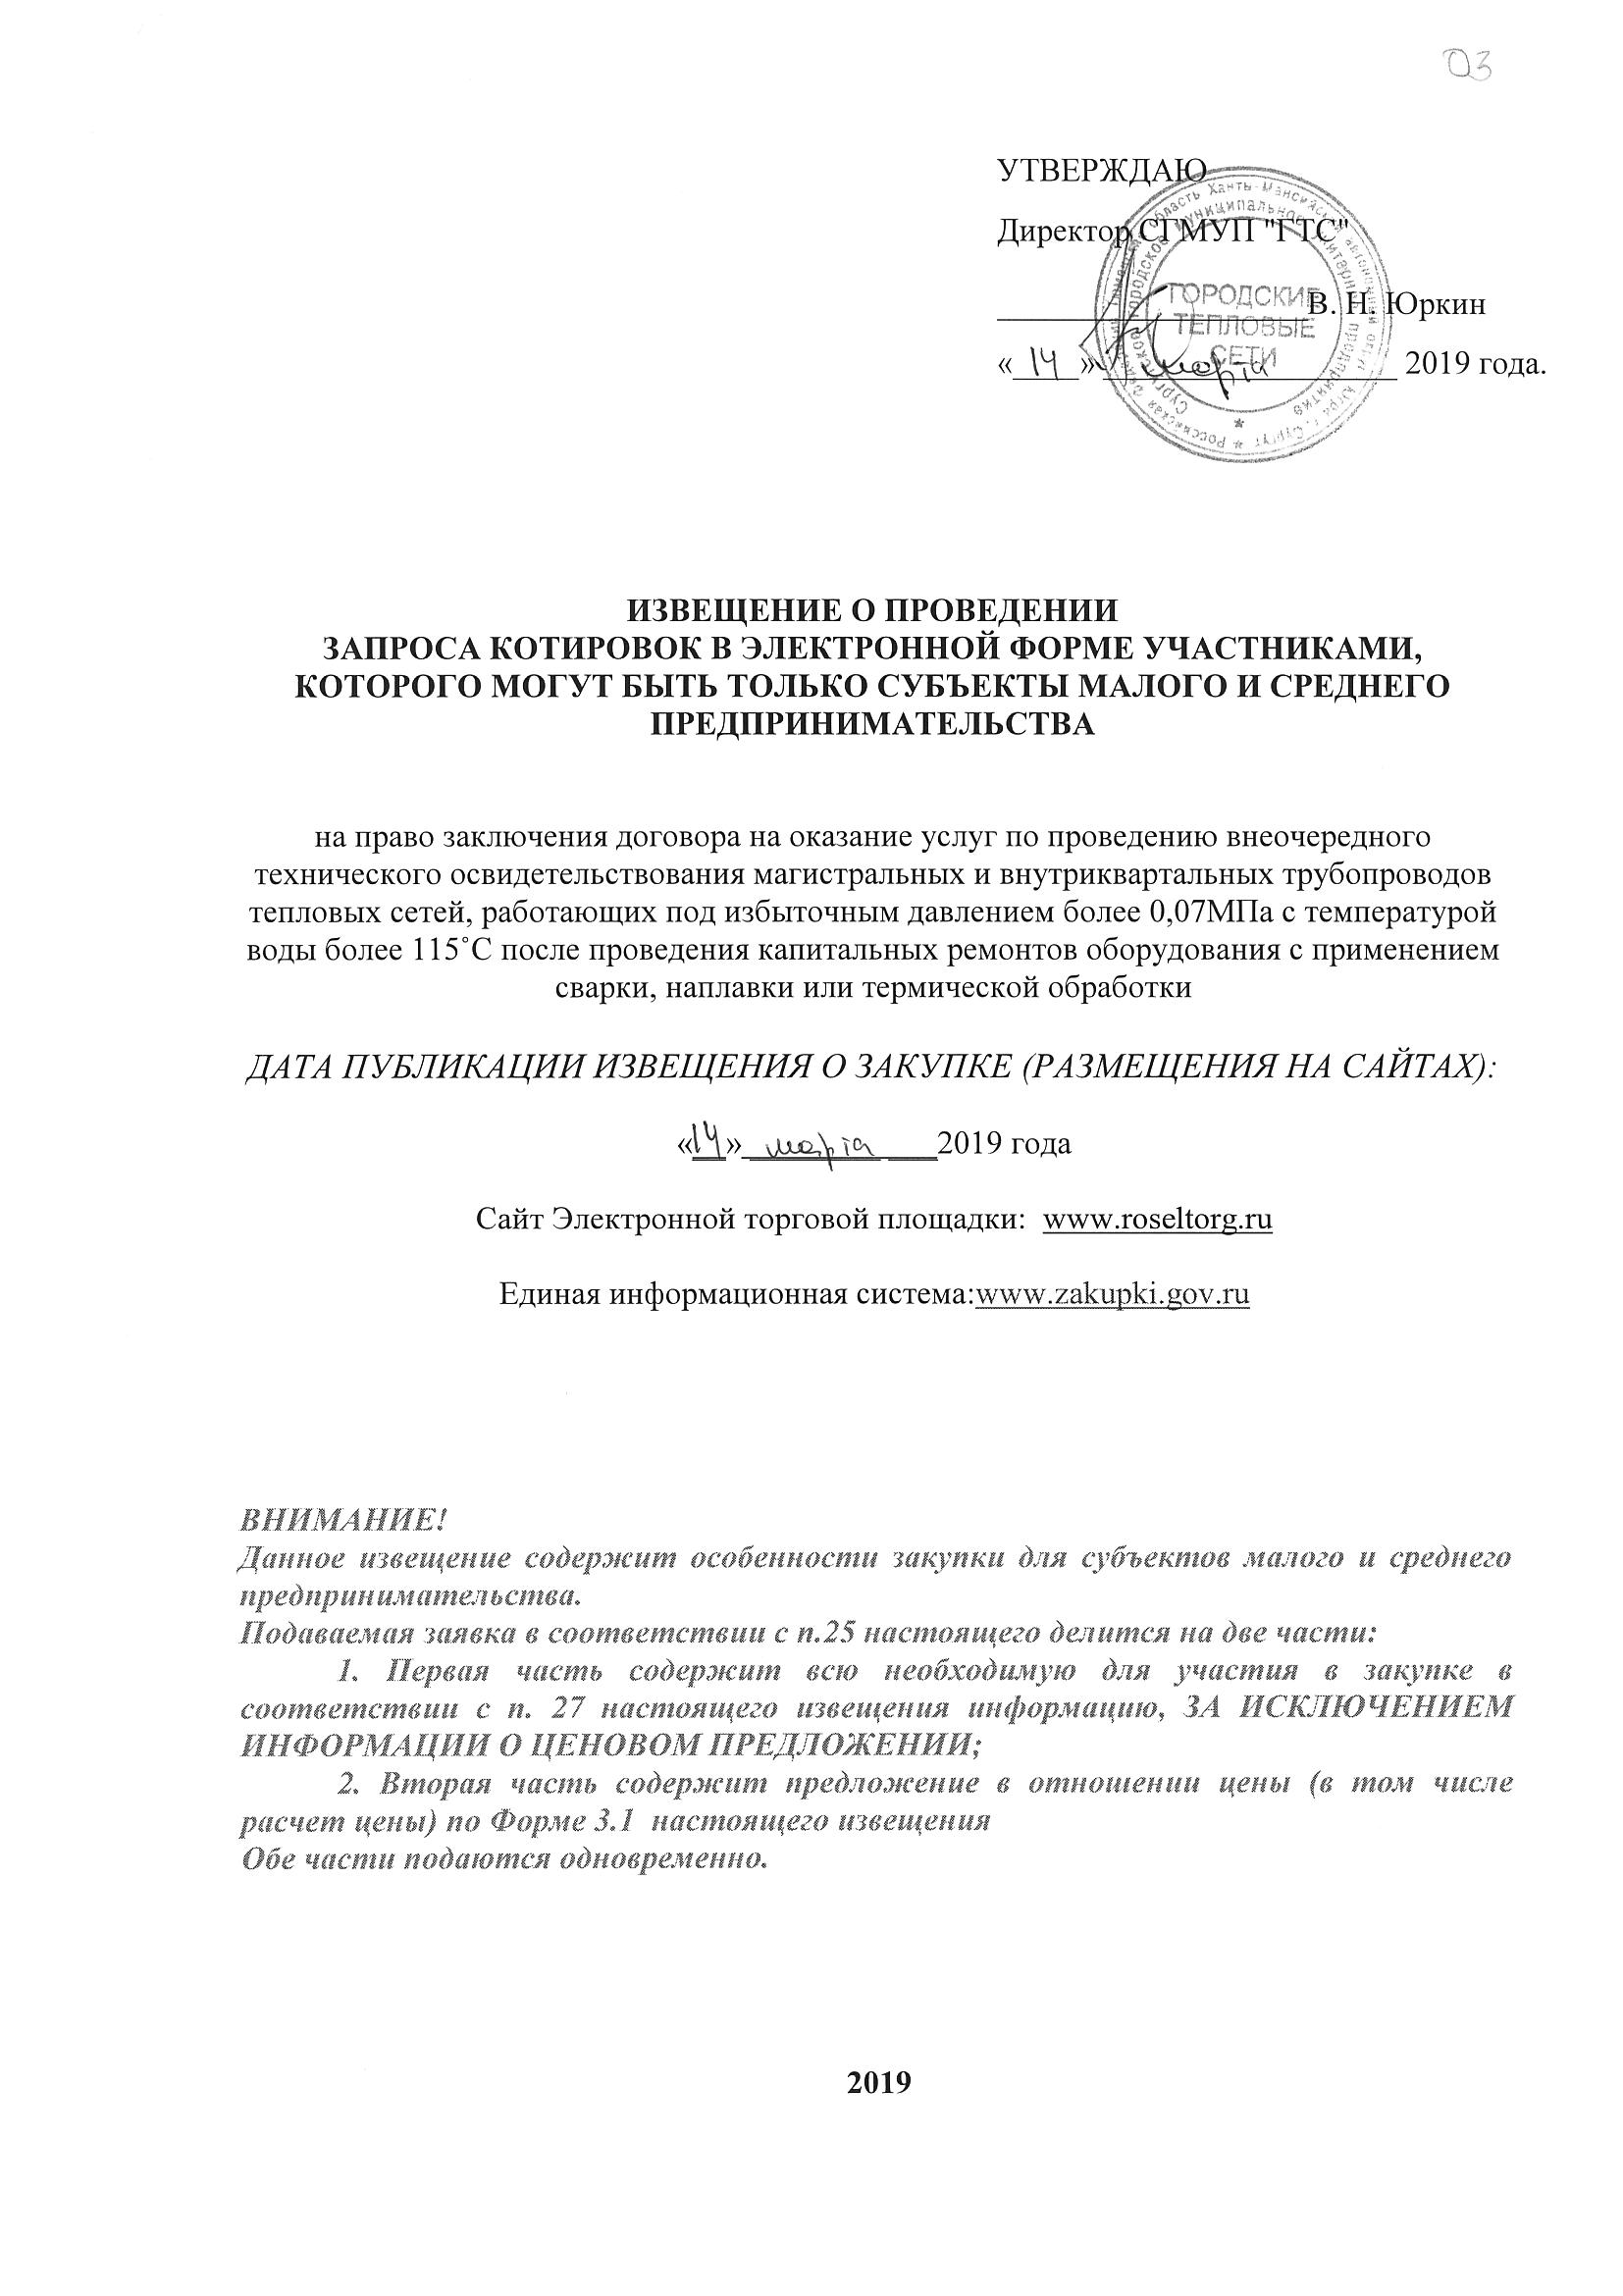 03
УТВЕРЖДАЮ
Директор СГМУП "ГТС"
В. Н. Юркин
« 14 » марта 2019 года.
ГОРОДСКИЕ
ТЕПЛОВЫЕ
СЕТИ
ИЗВЕЩЕНИЕ О ПРОВЕДЕНИИ
ЗАПРОСА КОТИРОВОК В ЭЛЕКТРОННОЙ ФОРМЕ УЧАСТНИКАМИ,
КОТОРОГО МОГУТ БЫТЬ ТОЛЬКО СУБЪЕКТЫ МАЛОГО И СРЕДНЕГО
ПРЕДПРИНИМАТЕЛЬСТВА
на право заключения договора на оказание услуг по проведению внеочередного
технического освидетельствования магистральных и внутриквартальных трубопроводов
тепловых сетей, работающих под избыточным давлением более 0,07МПа с температурой
воды более 115˚С после проведения капитальных ремонтов оборудования с применением
сварки, наплавки или термической обработки
ДАТА ПУБЛИКАЦИИ ИЗВЕЩЕНИЯ О ЗАКУПКЕ (РАЗМЕЩЕНИЯ НА САЙТАХ):
«14» марта 2019 года
Сайт Электронной торговой площадки: www.roseltorg.ru
Единая информационная система:www.zakupki.gov.ru
ВНИМАНИЕ!
Данное извещение содержит особенности закупки для субъектов малого и среднего
предпринимательства.
Подаваемая заявка в соответствии с п.25 настоящего делится на две части:
1. Первая часть содержит всю необходимую для участия в закупке в
соответствии с п. 27 настоящего извещения информацию, ЗА ИСКЛЮЧЕНИЕМ
ИНФОРМАЦИИ О ЦЕНОВОМ ПРЕДЛОЖЕНИИ;
2. Вторая часть содержит предложение в отношении цены (в том числе
расчет цены) по Форме 3.1 настоящего извещения
Обе части подаются одновременно.
2019